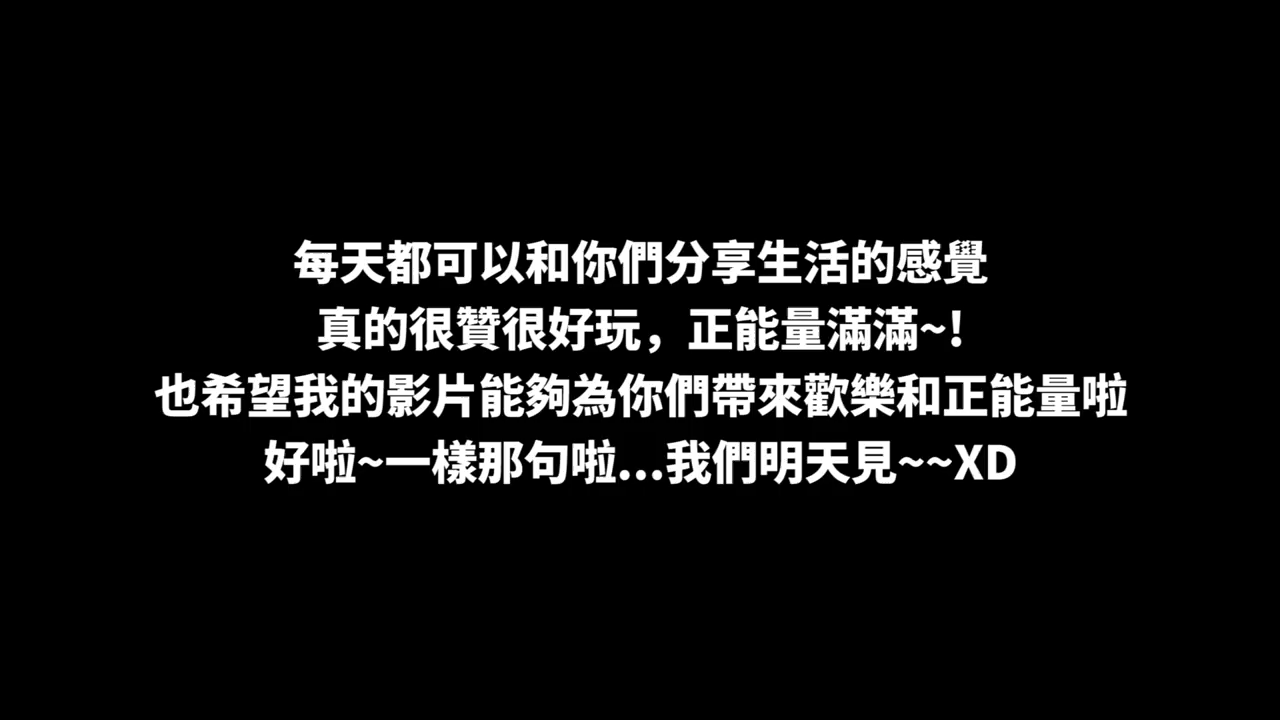 每天都可以和你們分享生活的感覺
真的很贊很好玩，正能量滿滿~!
也希望我的影片能夠為你們帶來歡樂和正能量啦
好啦~一樣那句啦...我們明天見~~XD